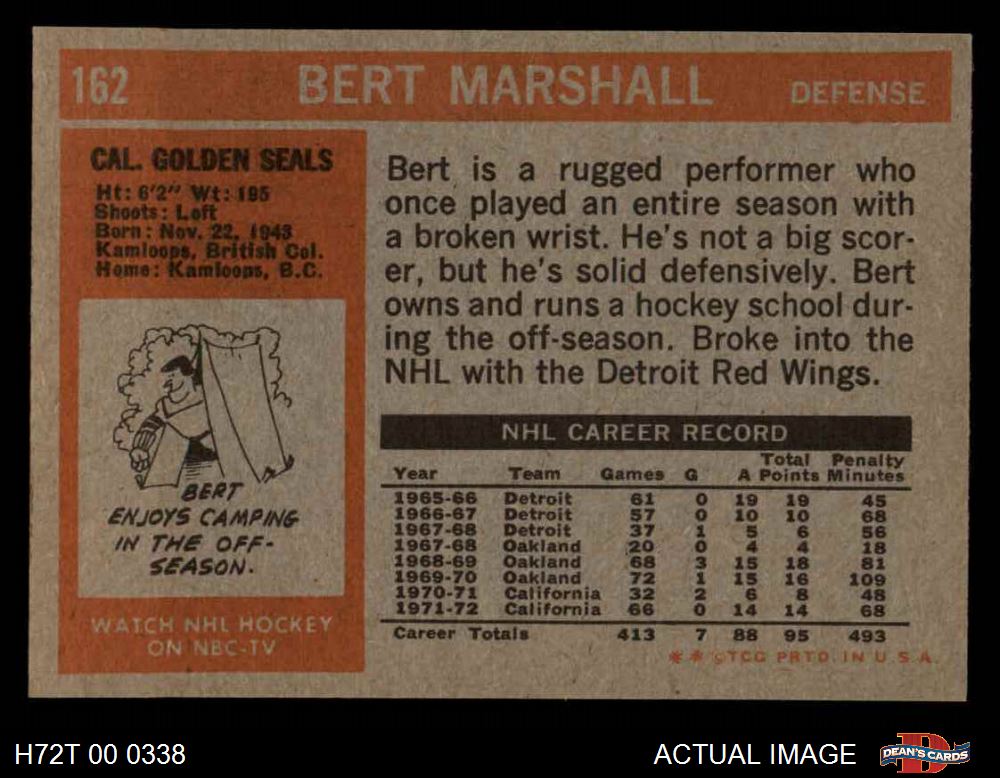 162 BERT MARSHALL DEFENSE
CAL. GOLDEN SEALS
Ht: 6'2" Wt: 195
Shoots: Left
Born: Nov. 22, 1943
Kamloops, British Col.
Home: Kamloops, B.C.
BERT
ENJOYS CAMPING
IN THE OFF-
SEASON.
WATCH NHL HOCKEY
ON NBC-TV
Bert is a rugged performer who
once played an entire season with
a broken wrist. He's not a big scor-
er, but he's solid defensively. Bert
owns and runs a hockey school dur-
ing the off-season. Broke into the
NHL with the Detroit Red Wings.
NHL CAREER RECORD
Total Penalty
Year Team Games G A Points Minutes
1965-66 Detroit 61 0 19 19 45
1966-67 Detroit 57 0 10 10 68
1967-68 Detroit 37 1 5 6 56
1967-68 Oakland 20 0 4 4 18
1968-69 Oakland 68 3 15 18 81
1969-70 Oakland 72 1 15 16 109
1970-71 California 32 2 6 8 48
1971-72 California 66 0 14 14 68
Career Totals 413 7 88 95 493
* * ©TCG PRTD. IN U.S.A.
H72T 00 0338 ACTUAL IMAGE DEAN'S CARDS